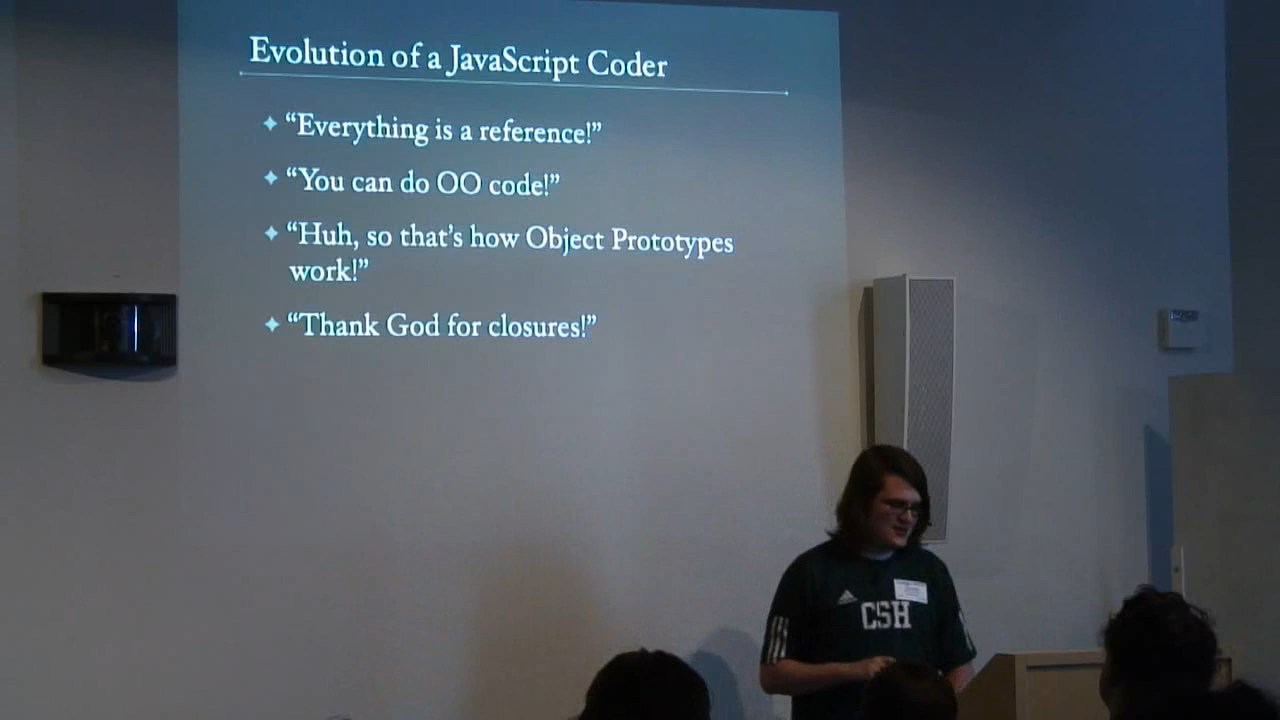 Evolution of a JavaScript Coder
“Everything is a reference!”
“You can do OO code!”
“Huh, so that’s how Object Prototypes
work!”
“Thank God for closures!”
CSH